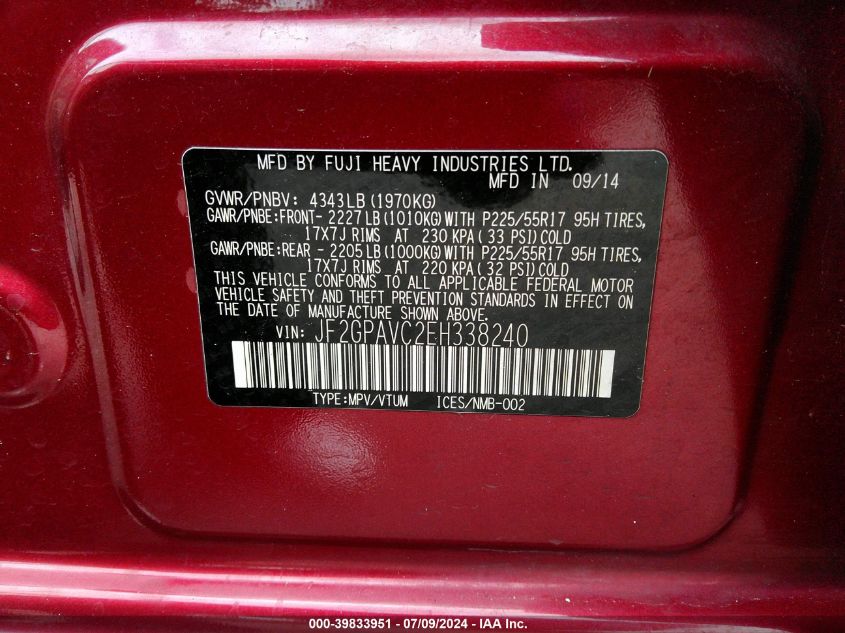 MFD BY FUJI HEAVY INDUSTRIES LTD.
MFD IN 09/14
GVWR/PNBV: 4343LB (1970KG)
GAWR/PNBE:FRONT- 2227LB (1010KG) WITH P225/55R17 95H TIRES,
17X7J RIMS AT 230 KPA (33 PSI) COLD
GAWR/PNBE:REAR - 2205LB (1000KG) WITH P225/55R17 95H TIRES,
17X7J RIMS AT 220 KPA (32 PSI) COLD
THIS VEHICLE CONFORMS TO ALL APPLICABLE FEDERAL MOTOR
VEHICLE SAFETY AND THEFT PREVENTION STANDARDS IN EFFECT ON
THE DATE OF MANUFACTURE SHOWN ABOVE.
VIN: JF2GPAVC2EH338240
TYPE:MPV/VTUM ICES/NMB-002
000-39833951 - 07/09/2024 - IAA Inc.